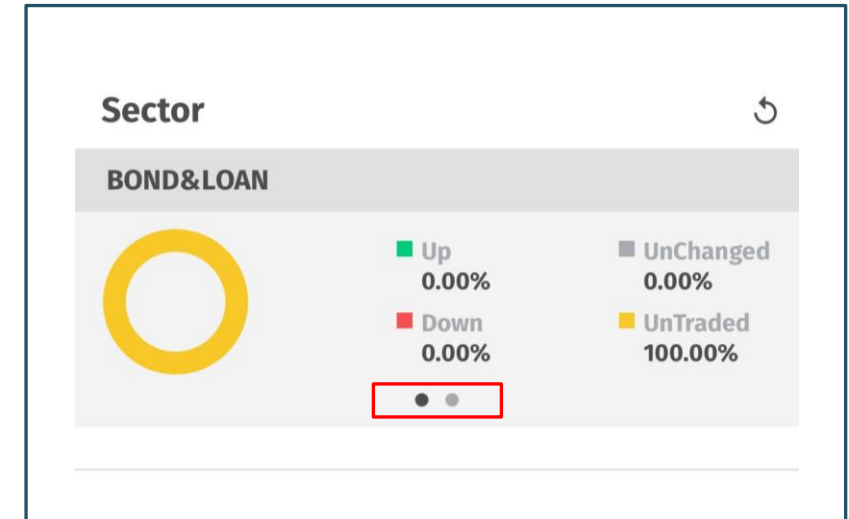 Sector
BOND&LOAN
Up
0.00%
UnChanged
0.00%
Down
0.00%
UnTraded
100.00%